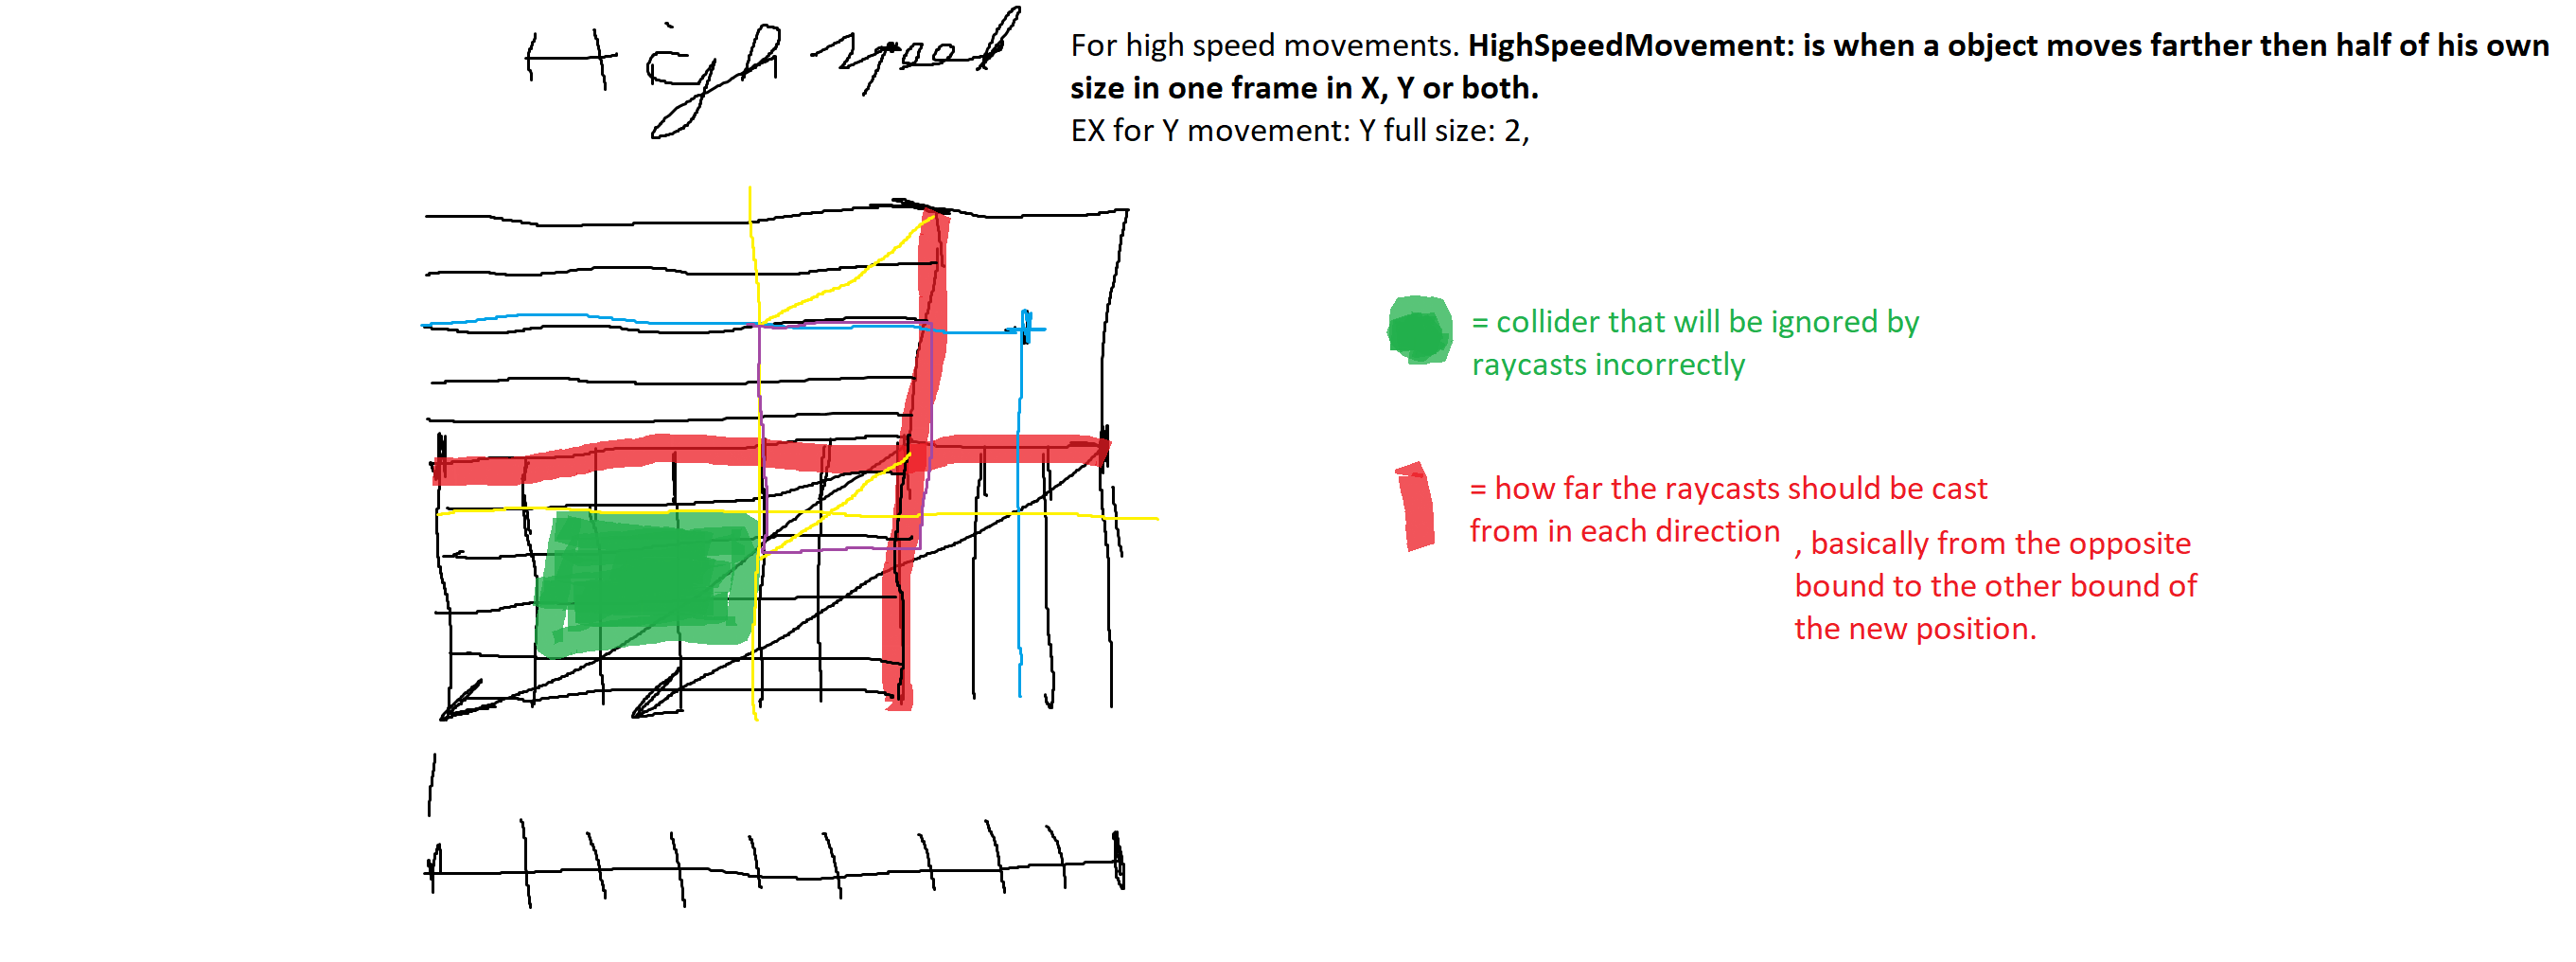 High speed
For high speed movements. HighSpeedMovement: is when a object moves farther then half of his own
size in one frame in X, Y or both.
EX for Y movement: Y full size: 2,
= collider that will be ignored by
raycasts incorrectly
= how far the raycasts should be cast
from in each direction
, basically from the opposite
bound to the other bound of
the new position.